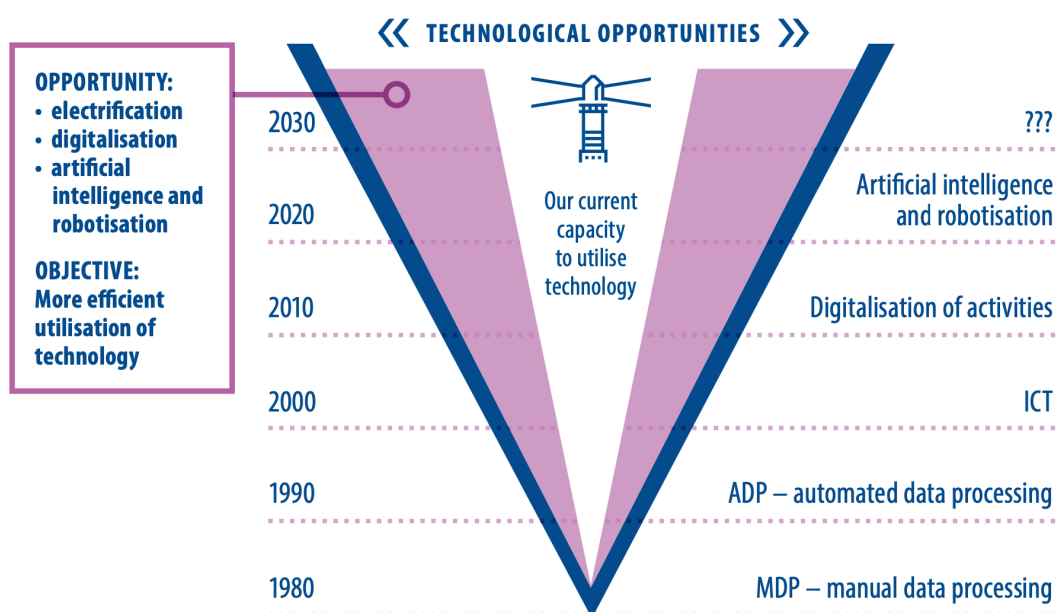 TECHNOLOGICAL OPPORTUNITIES
OPPORTUNITY:
• electrification
• digitalisation
• artificial
intelligence and
robotisation
OBJECTIVE:
More efficient
utilisation of
technology
Our current
capacity
to utilise
technology
2030
???
2020
Artificial intelligence
and robotisation
2010
Digitalisation of activities
2000
ICT
1990
ADP – automated data processing
1980
MDP – manual data processing